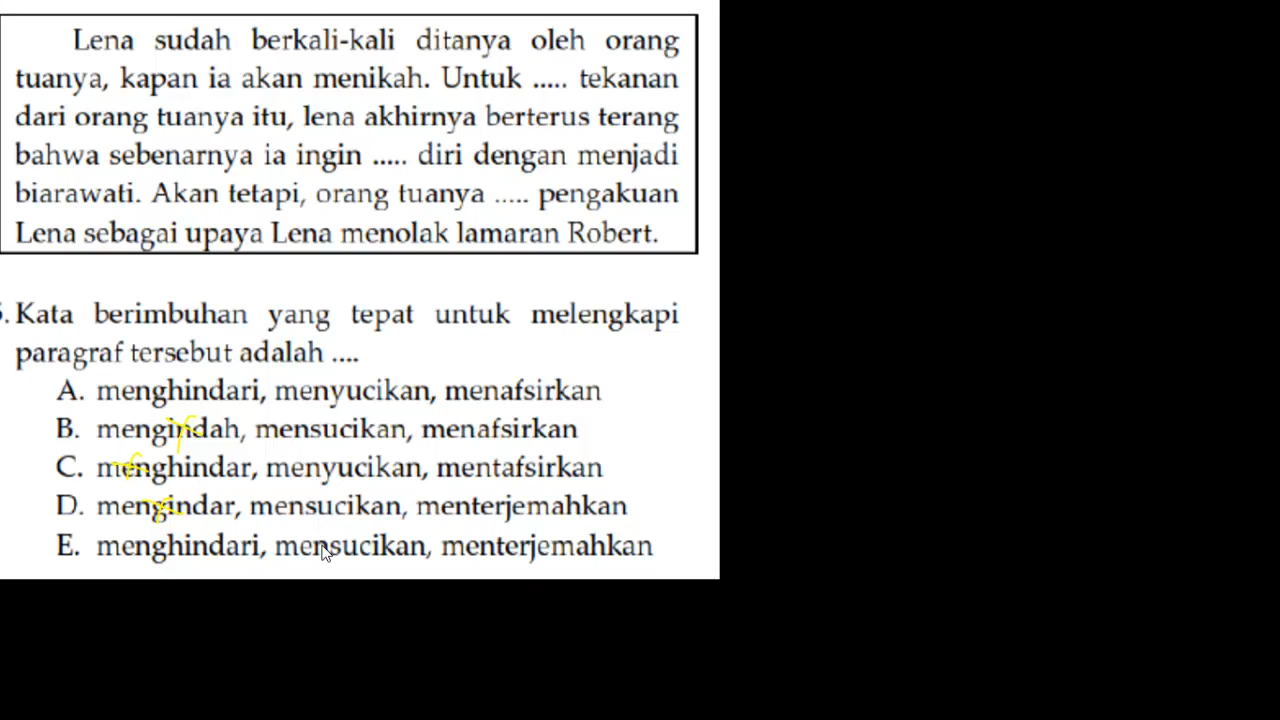 Lena sudah berkali-kali ditanya oleh orang
tuanya, kapan ia akan menikah. Untuk ..... tekanan
dari orang tuanya itu, lena akhirnya berterus terang
bahwa sebenarnya ia ingin ..... diri dengan menjadi
biarawati. Akan tetapi, orang tuanya ..... pengakuan
Lena sebagai upaya Lena menolak lamaran Robert.
. Kata berimbuhan yang tepat untuk melengkapi
paragraf tersebut adalah ....
A. menghindari, menyucikan, menafsirkan
B. mengindah, mensucikan, menafsirkan
C. menghindar, menyucikan, mentafsirkan
D. mengindar, mensucikan, menterjemahkan
E. menghindari, mensucikan, menterjemahkan